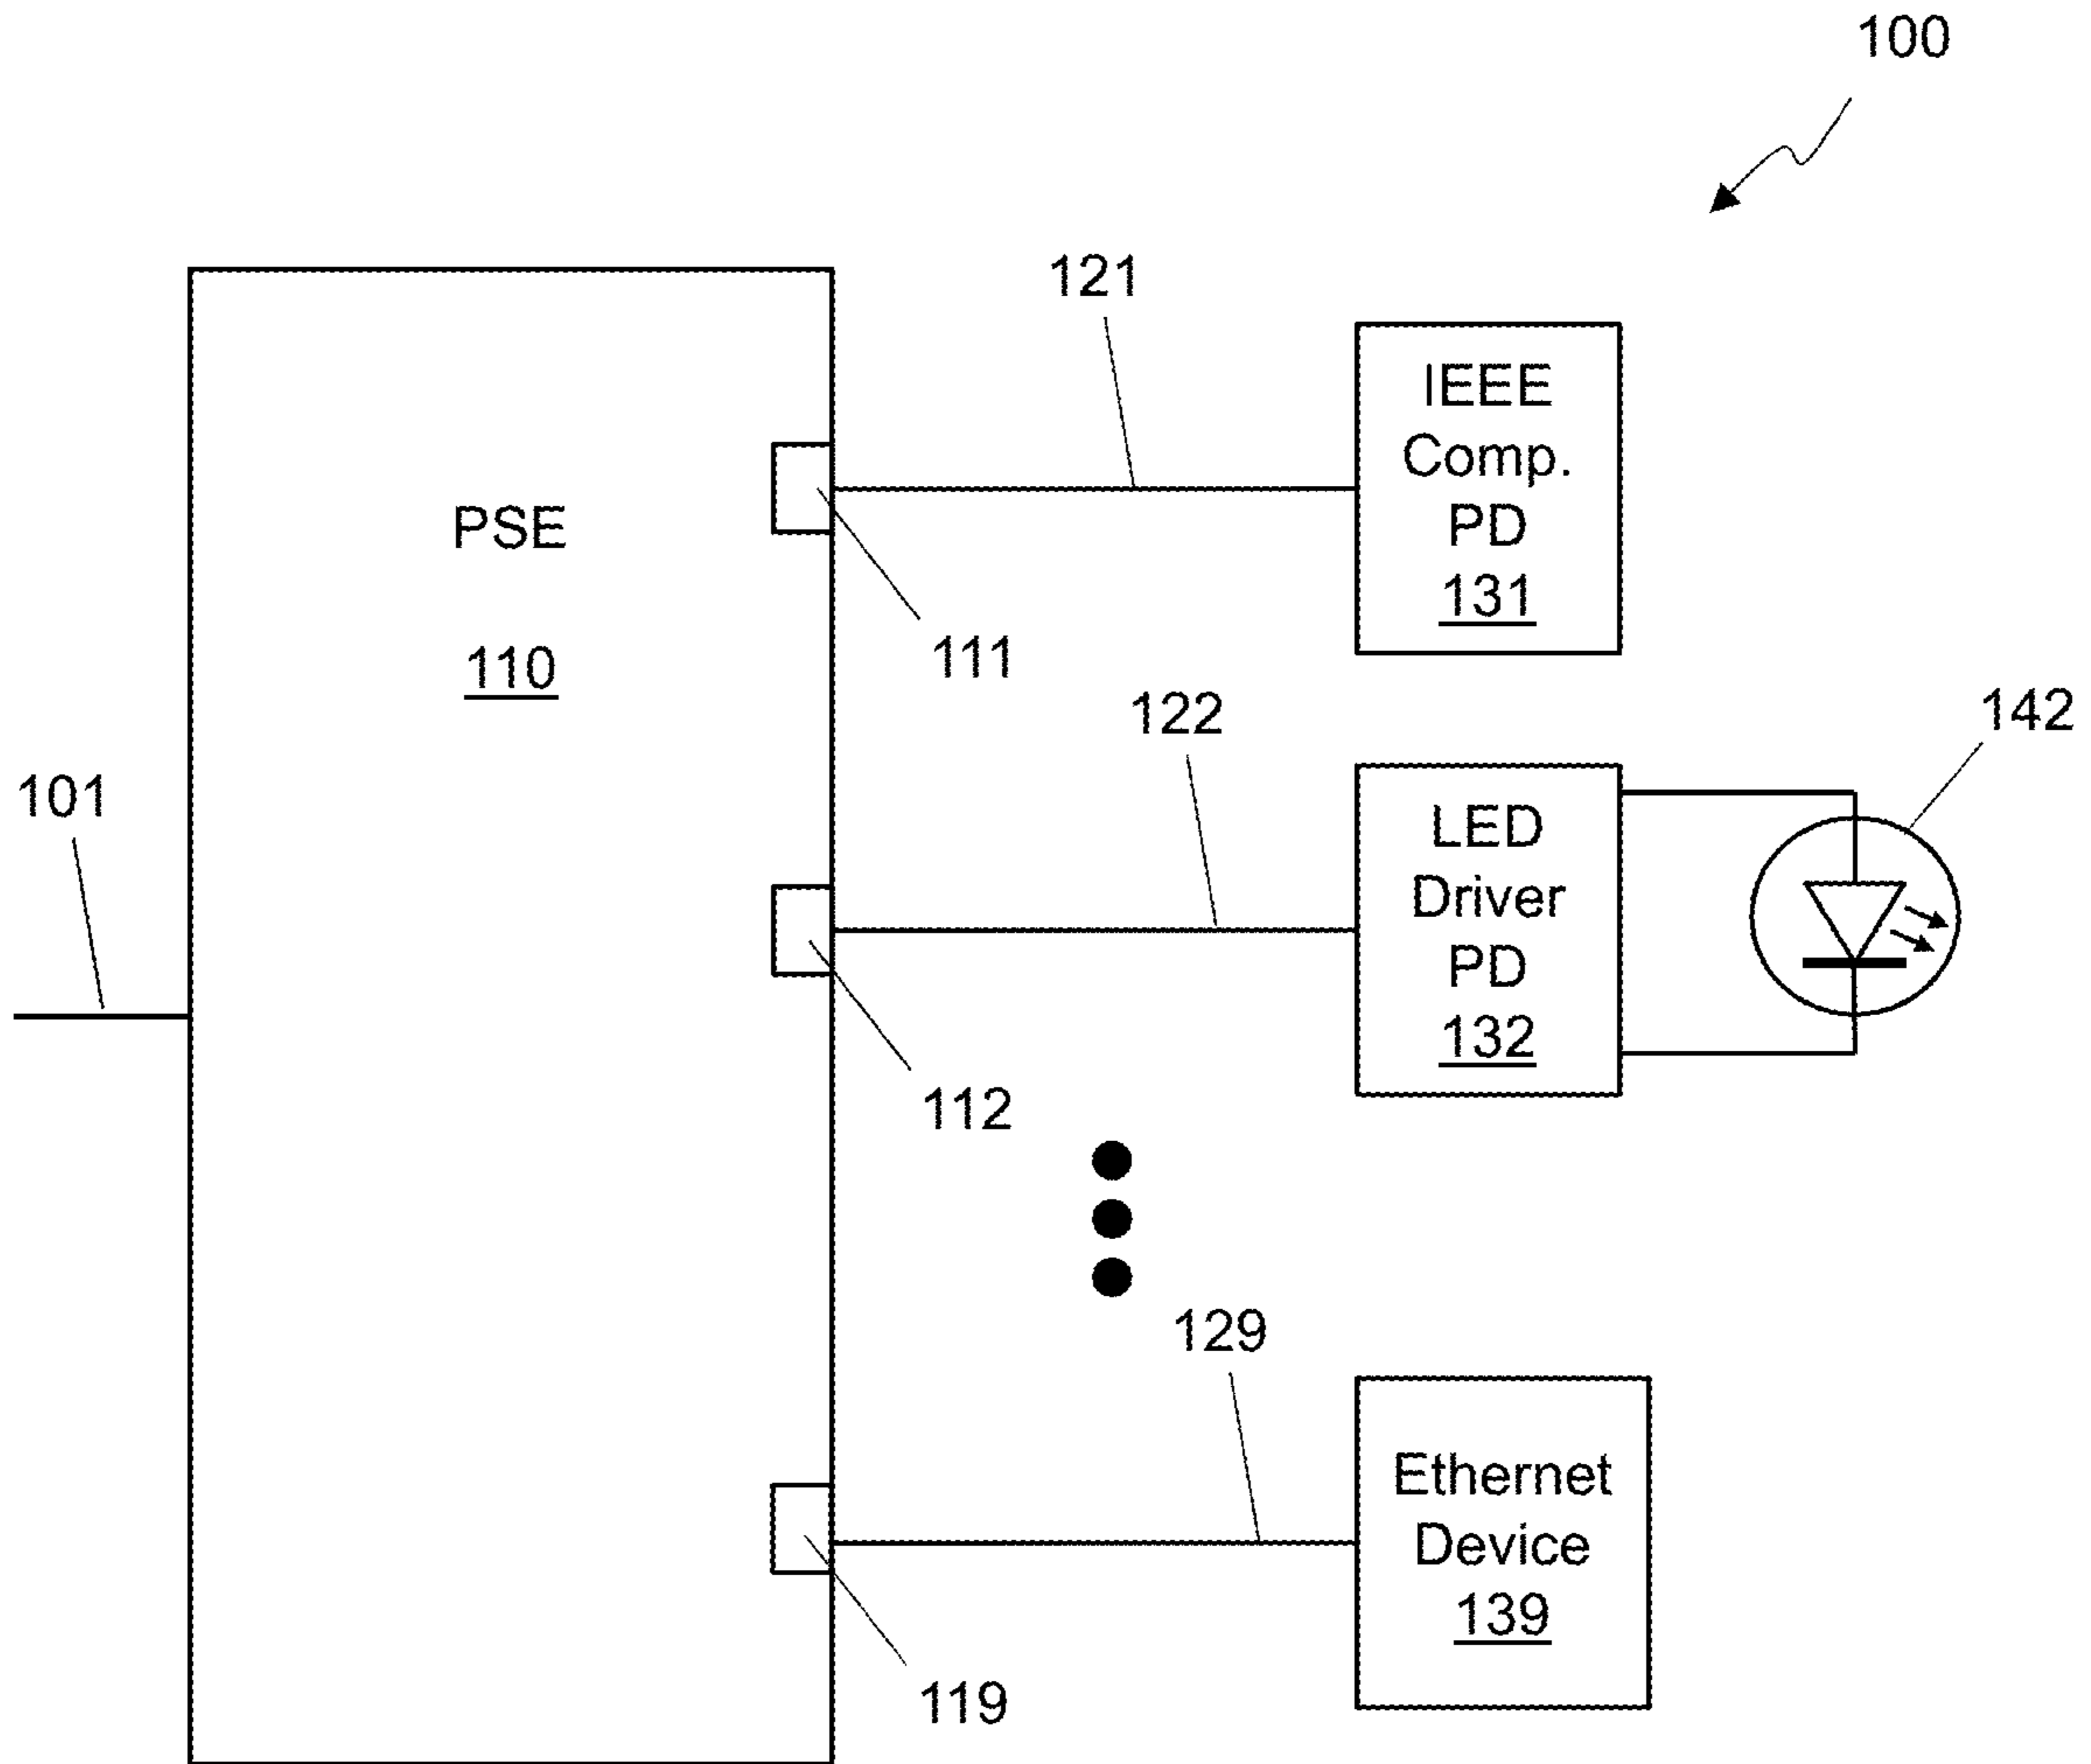 100
121
IEEE
Comp.
PD
131
PSE
110
111
122
142
101
LED
Driver
PD
132
112
129
Ethernet
Device
139
119